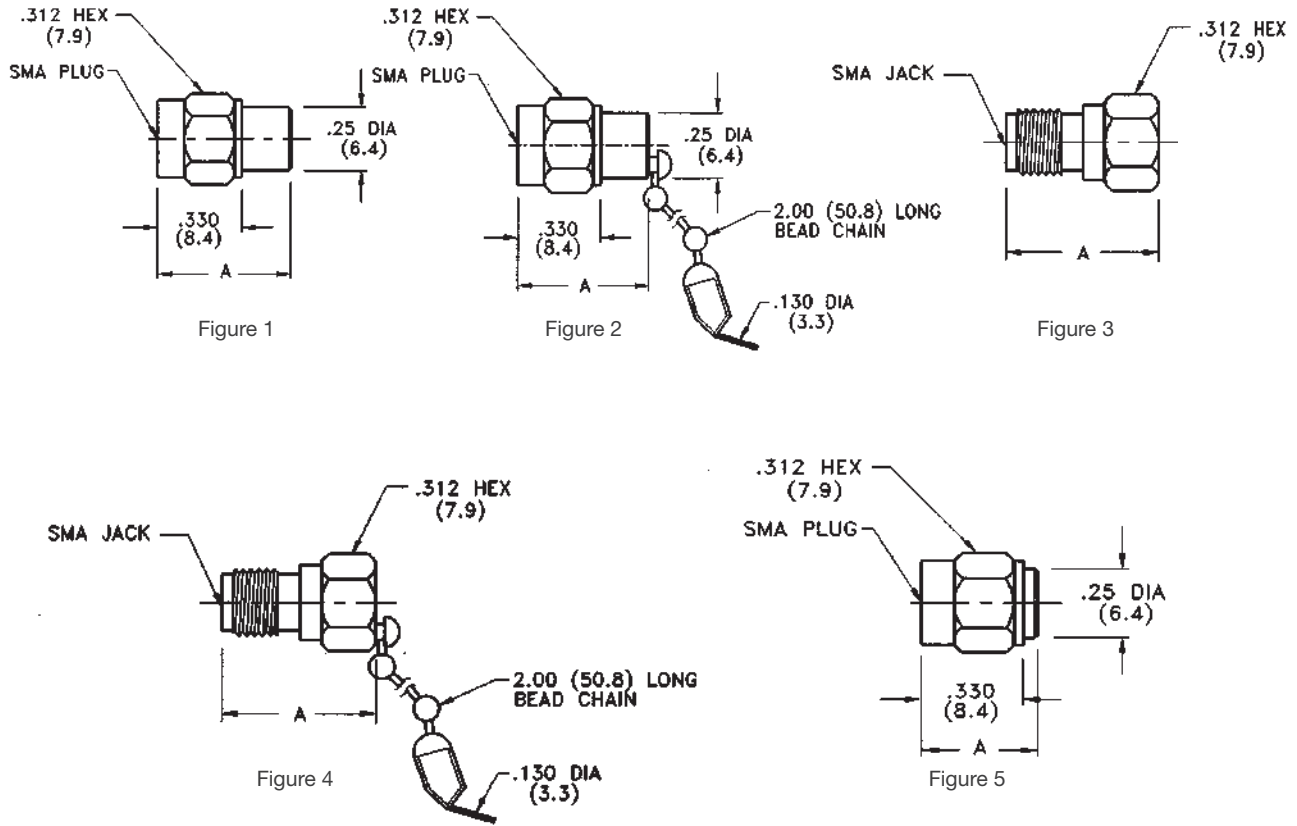 .312 HEX
(7.9)
SMA PLUG
.25 DIA
(6.4)
.330
(8.4)
A
Figure 1
.312 HEX
(7.9)
SMA PLUG
.25 DIA
(6.4)
.330
(8.4)
A
2.00 (50.8) LONG
BEAD CHAIN
.130 DIA
(3.3)
Figure 2
.312 HEX
(7.9)
SMA JACK
A
Figure 3
.312 HEX
(7.9)
SMA JACK
A
2.00 (50.8) LONG
BEAD CHAIN
.130 DIA
(3.3)
Figure 4
.312 HEX
(7.9)
SMA PLUG
.25 DIA
(6.4)
.330
(8.4)
A
Figure 5